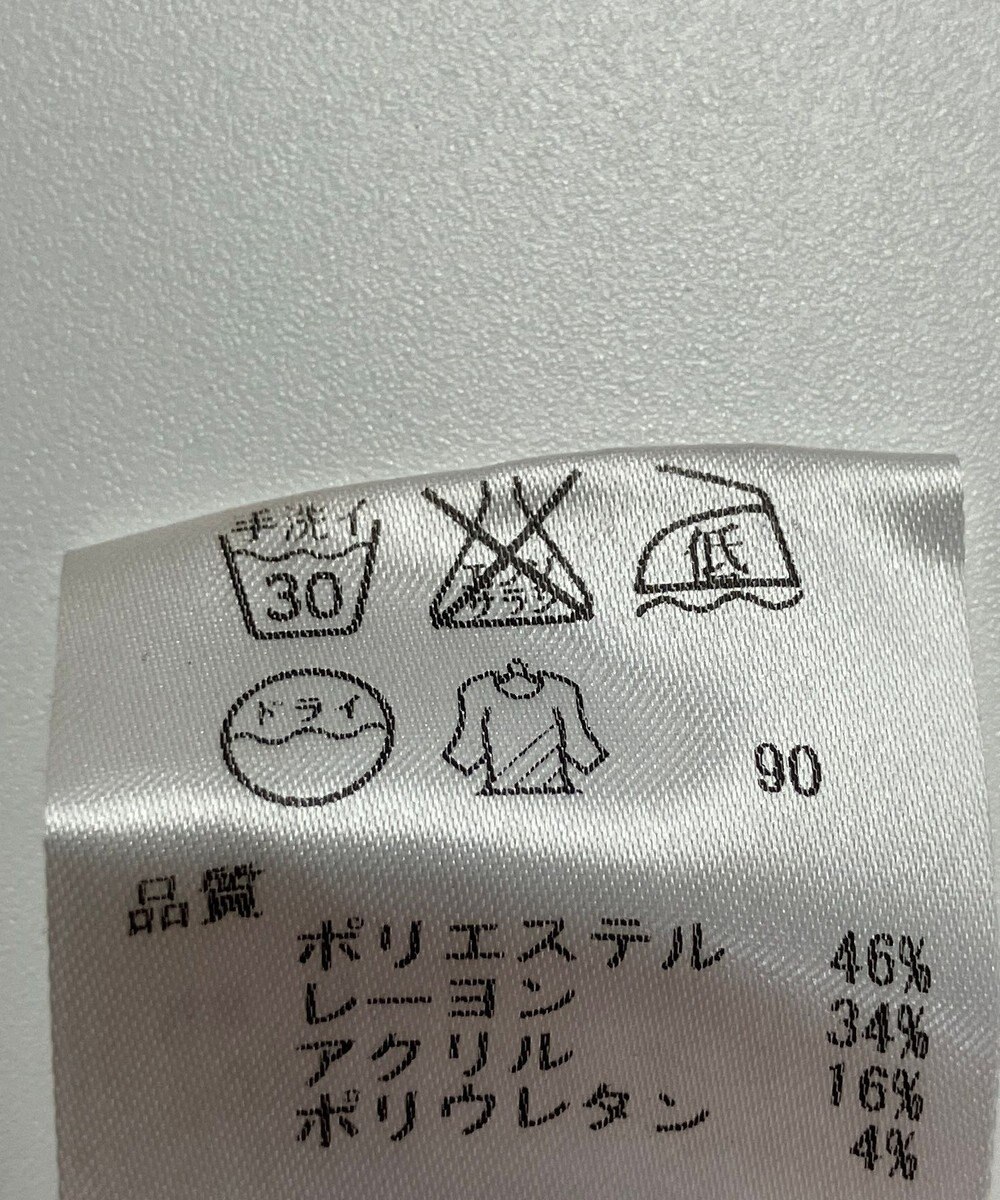 手洗イ 30 エンソ サラシ 低
ドライ 90
品質
ポリエステル 46%
レーヨン 34%
アクリル 16%
ポリウレタン 4%